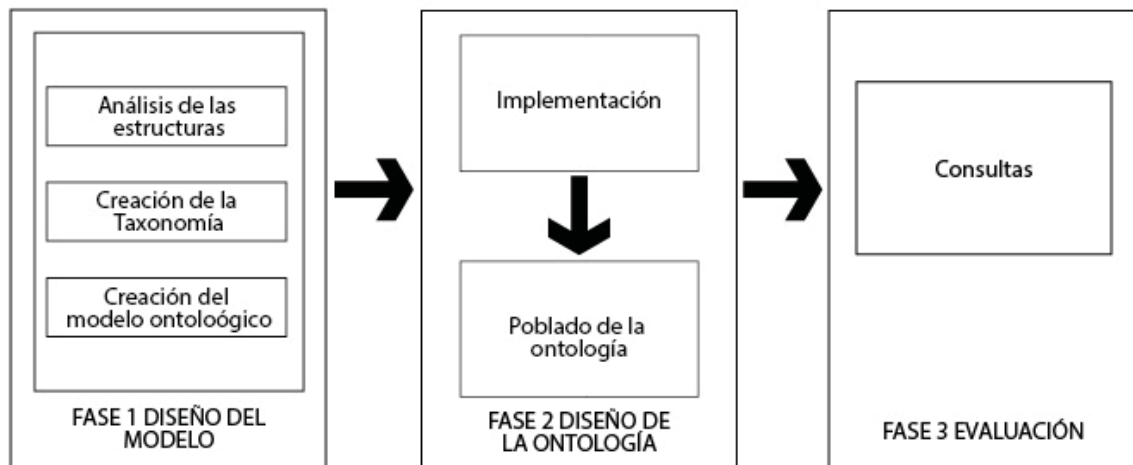 Análisis de las
estructuras
Creación de la
Taxonomía
Creación del
modelo ontoloógico
FASE 1 DISEÑO DEL
MODELO
Implementación
Poblado de la
ontología
FASE 2 DISEÑO DE
LA ONTOLOGÍA
Consultas
FASE 3 EVALUACIÓN